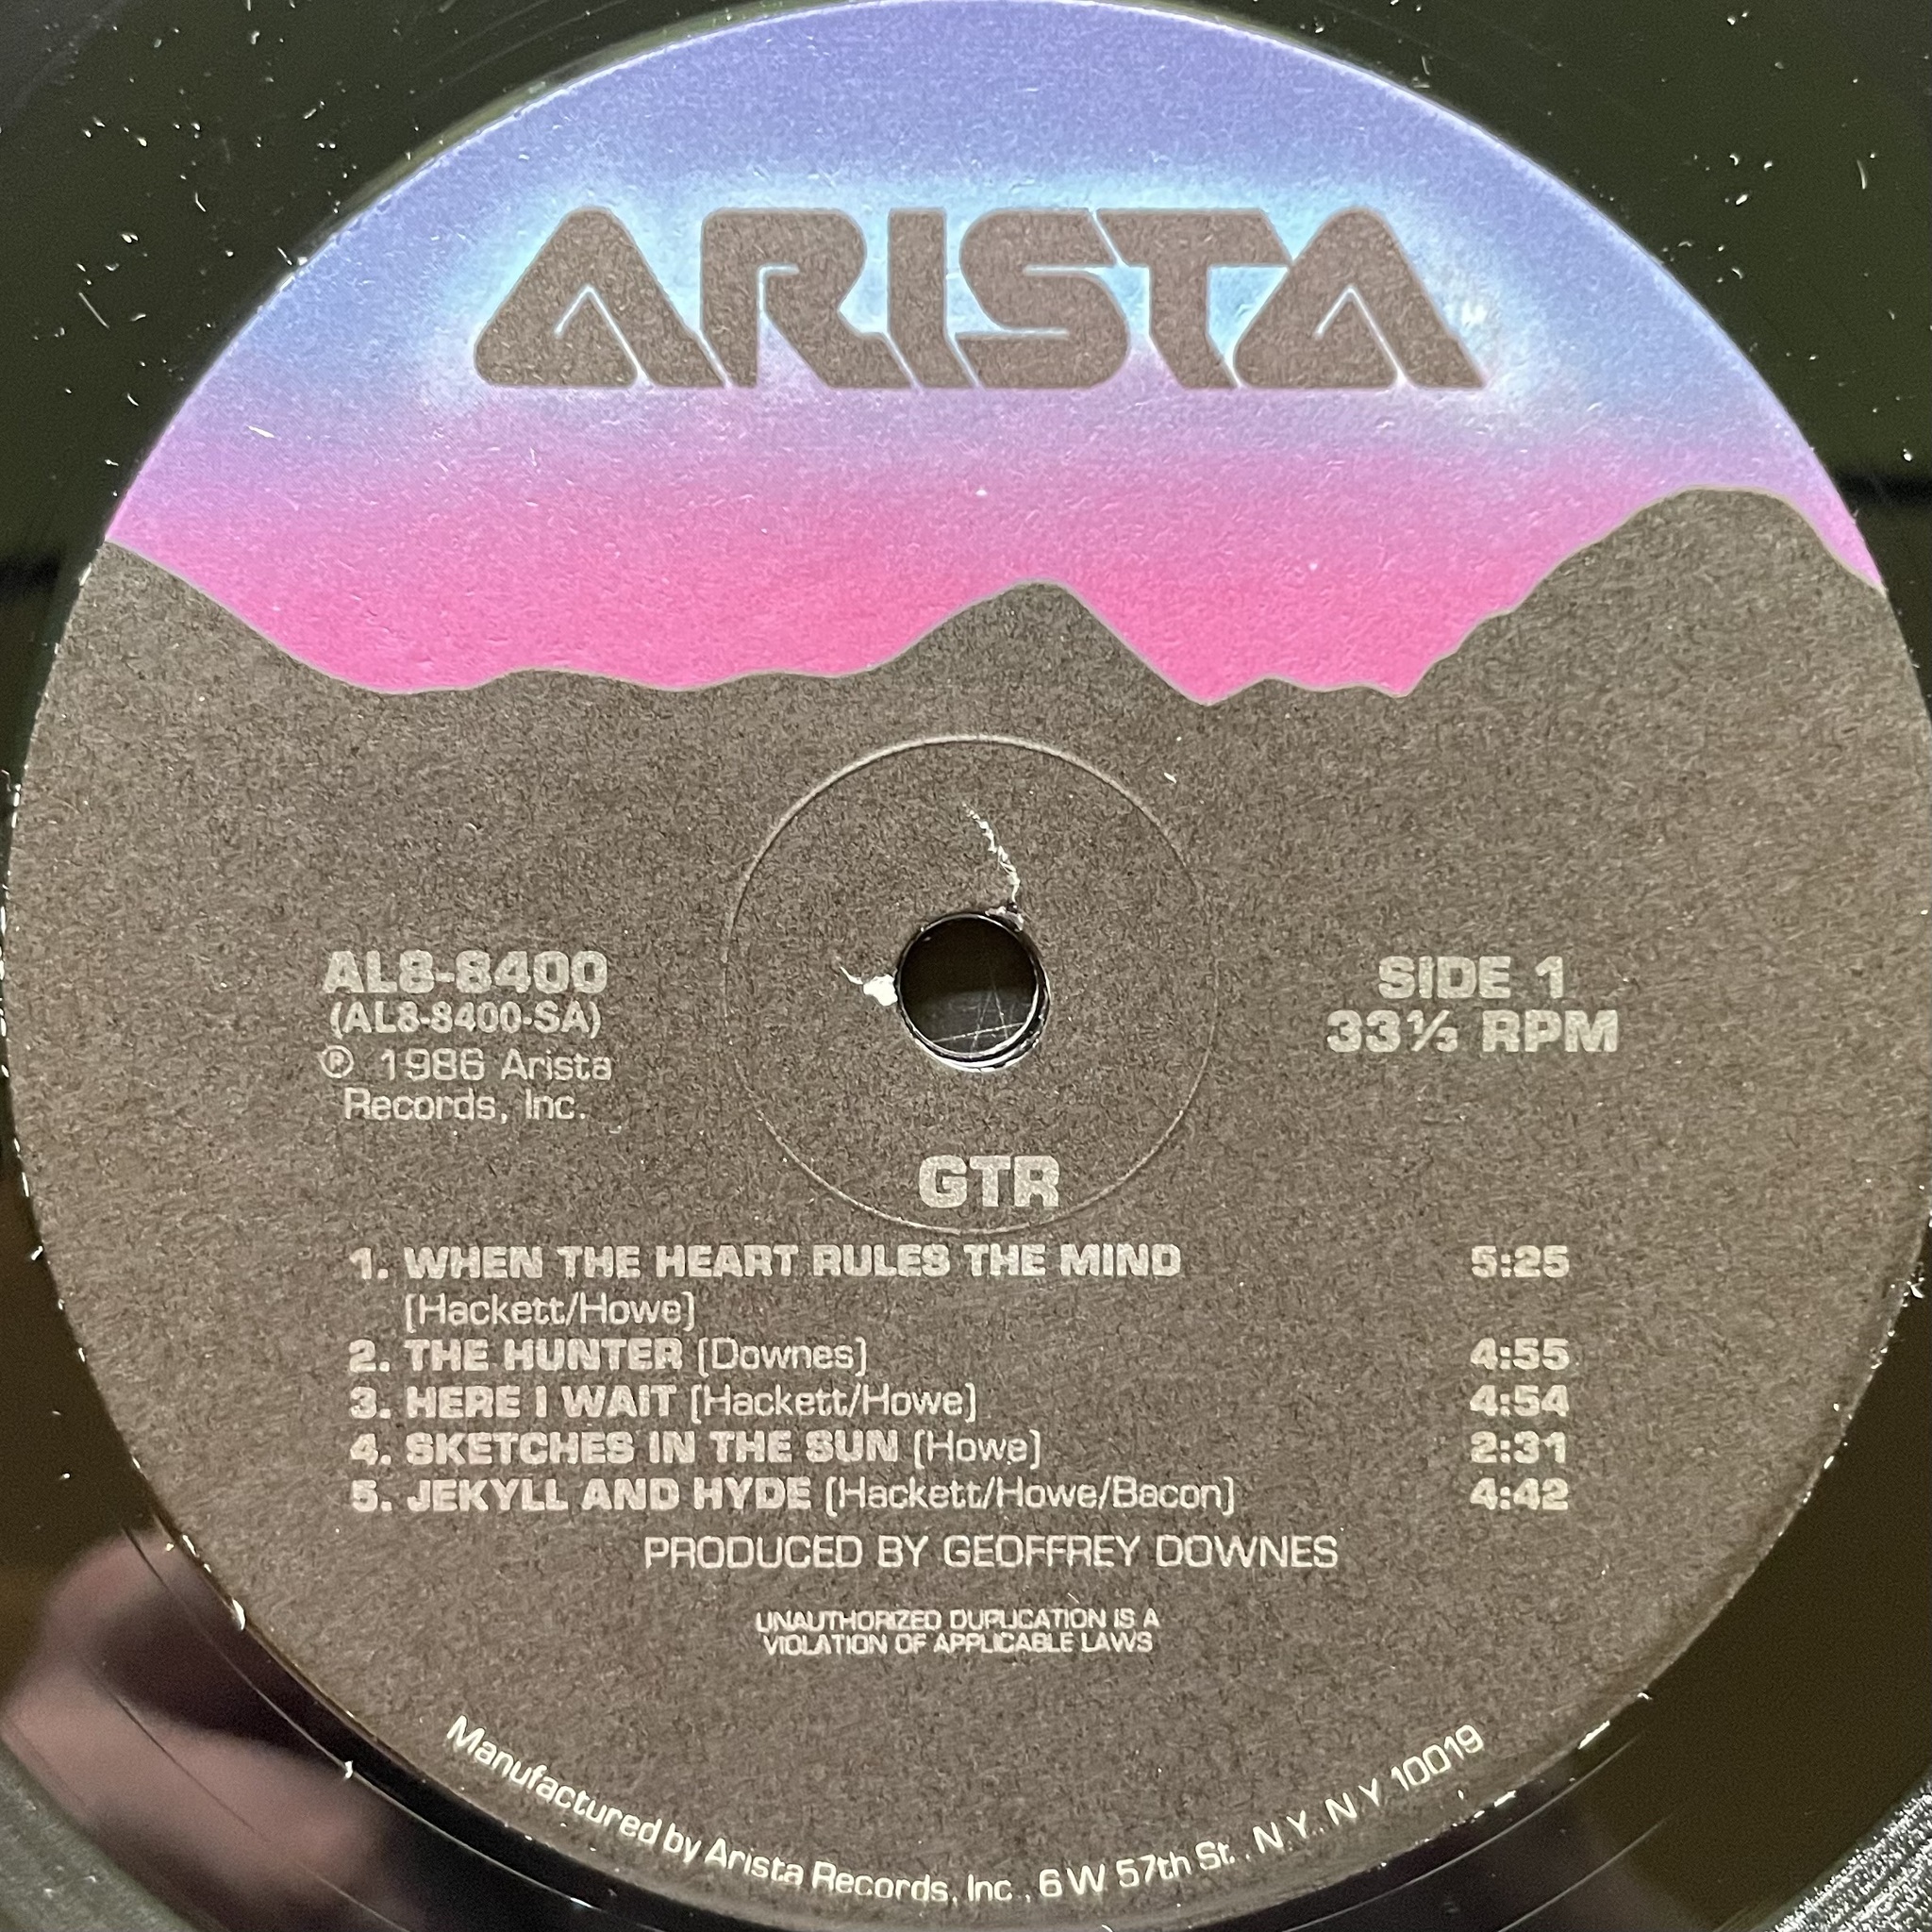 ARISTA
AL8-8400
(AL8-8400-SA)
Ⓟ 1986 Arista
Records, Inc.
SIDE 1
33⅓ RPM
GTR
1. WHEN THE HEART RULES THE MIND 5:25
[Hackett/Howe]
2. THE HUNTER [Downes] 4:55
3. HERE I WAIT [Hackett/Howe] 4:54
4. SKETCHES IN THE SUN [Howe] 2:31
5. JEKYLL AND HYDE [Hackett/Howe/Bacon] 4:42
PRODUCED BY GEOFFREY DOWNES
UNAUTHORIZED DUPLICATION IS A
VIOLATION OF APPLICABLE LAWS
Manufactured by Arista Records, Inc., 6 W 57th St., N.Y. N.Y. 10019